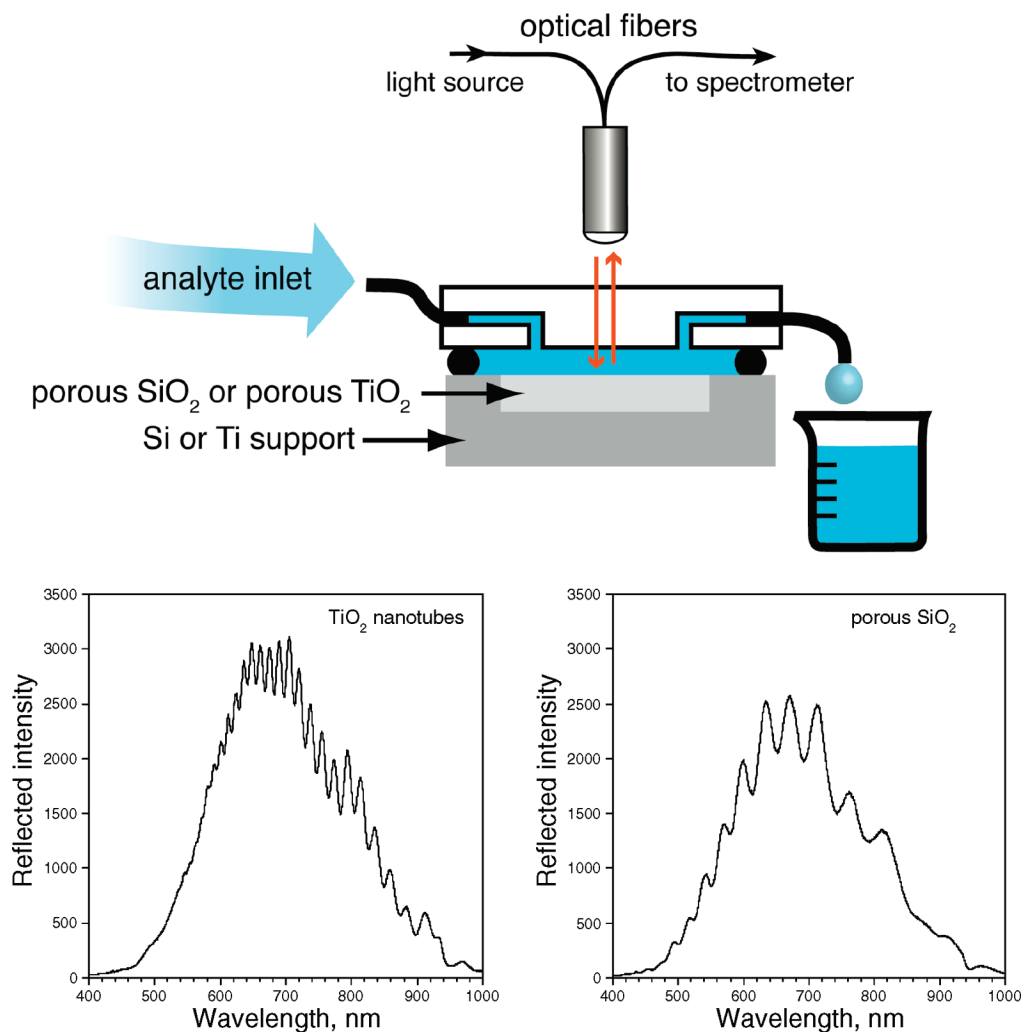 optical fibers
light source
to spectrometer
analyte inlet
porous SiO₂ or porous TiO₂
Si or Ti support
TiO₂ nanotubes
3500
3000
2500
2000
1500
1000
500
0
Reflected intensity
400 500 600 700 800 900 1000
Wavelength, nm
porous SiO₂
3500
3000
2500
2000
1500
1000
500
0
Reflected intensity
400 500 600 700 800 900 1000
Wavelength, nm